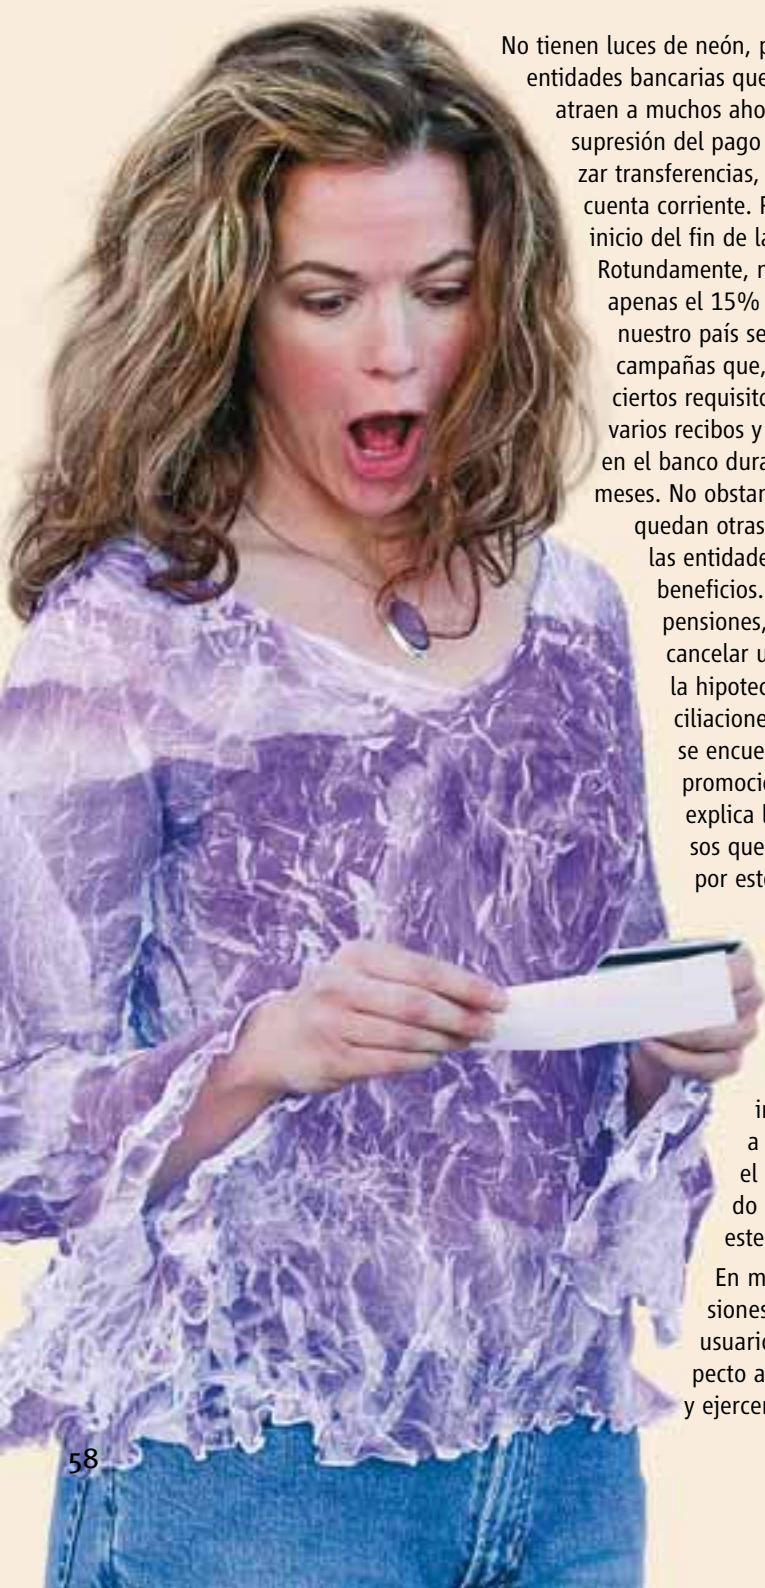 No tienen luces de neón, p
entidades bancarias que
atraen a muchos aho
supresión del pago
zar transferencias,
cuenta corriente.
inicio del fin de la
Rotundamente, n
apenas el 15%
nuestro país se
campañas que,
ciertos requisito
varios recibos y
en el banco dura
meses. No obstan
quedan otras
las entidade
beneficios.
pensiones,
cancelar u
la hipotec
ciliacione
se encue
promocio
explica l
sos que
por este
in
a
el
do
este
En m
siones
usuario
pecto a
y ejercer
58